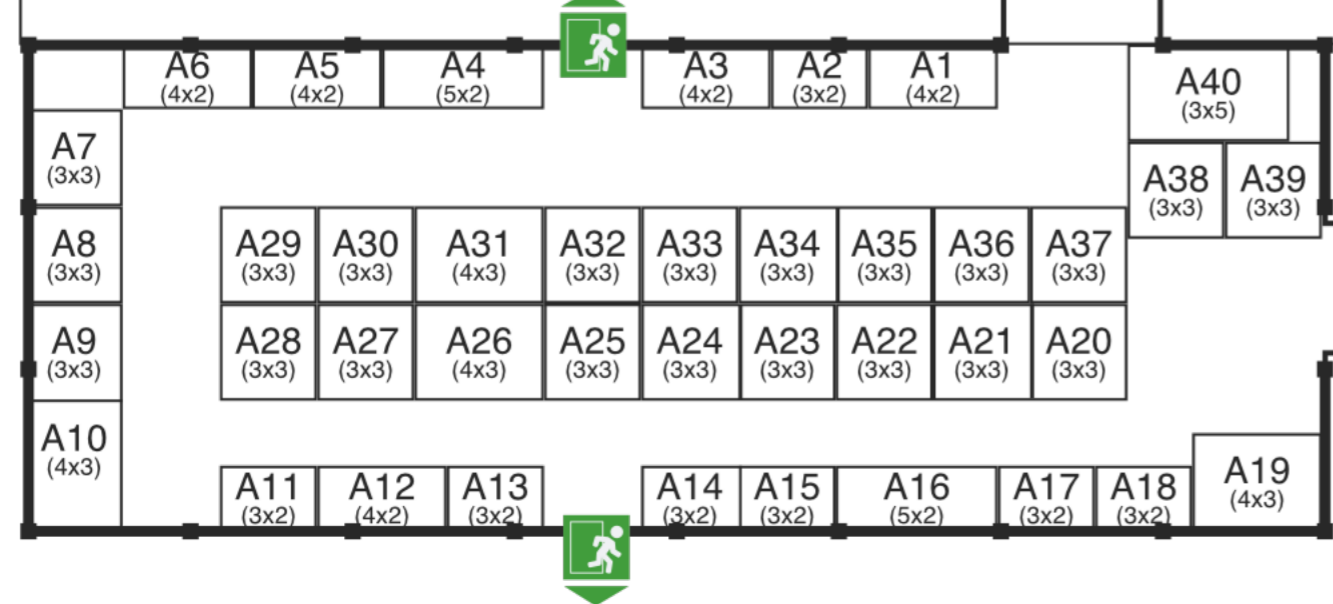 A6
(4x2)
A5
(4x2)
A4
(5x2)
A3
(4x2)
A2
(3x2)
A1
(4x2)
A40
(3x5)
A7
(3x3)
A38
(3x3)
A39
(3x3)
A8
(3x3)
A29
(3x3)
A30
(3x3)
A31
(4x3)
A32
(3x3)
A33
(3x3)
A34
(3x3)
A35
(3x3)
A36
(3x3)
A37
(3x3)
A9
(3x3)
A28
(3x3)
A27
(3x3)
A26
(4x3)
A25
(3x3)
A24
(3x3)
A23
(3x3)
A22
(3x3)
A21
(3x3)
A20
(3x3)
A10
(4x3)
A11
(3x2)
A12
(4x2)
A13
(3x2)
A14
(3x2)
A15
(3x2)
A16
(5x2)
A17
(3x2)
A18
(3x2)
A19
(4x3)